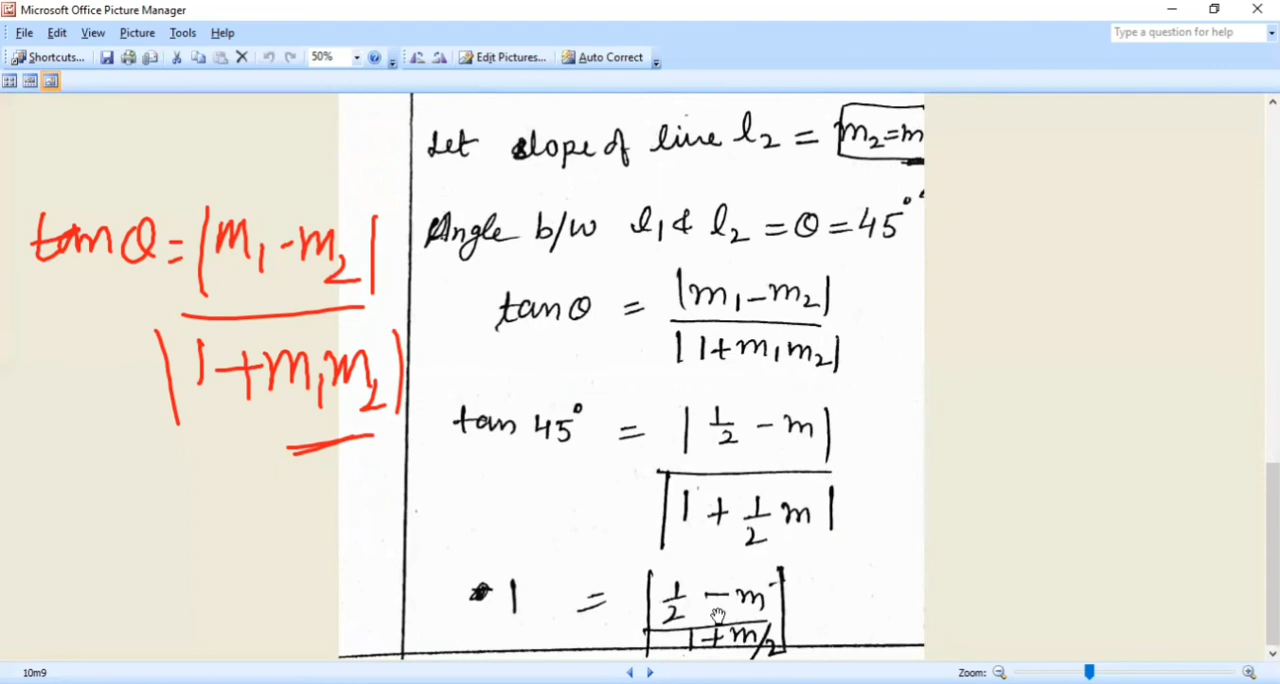 Microsoft Office Picture Manager
File Edit View Picture Tools Help
Type a question for help
Shortcuts... 50% Edit Pictures... Auto Correct
Let slope of line l₂ = m₂=m
Angle b/w l₁ & l₂ = θ = 45°
tanθ = |m₁-m₂|
|1+m₁m₂|
tanθ = |m₁-m₂|
|1+m₁m₂|
tan 45° = |1/2 - m|
|1 + 1/2 m|
1 = |1/2 - m
1+m/2|
10m9
Zoom: